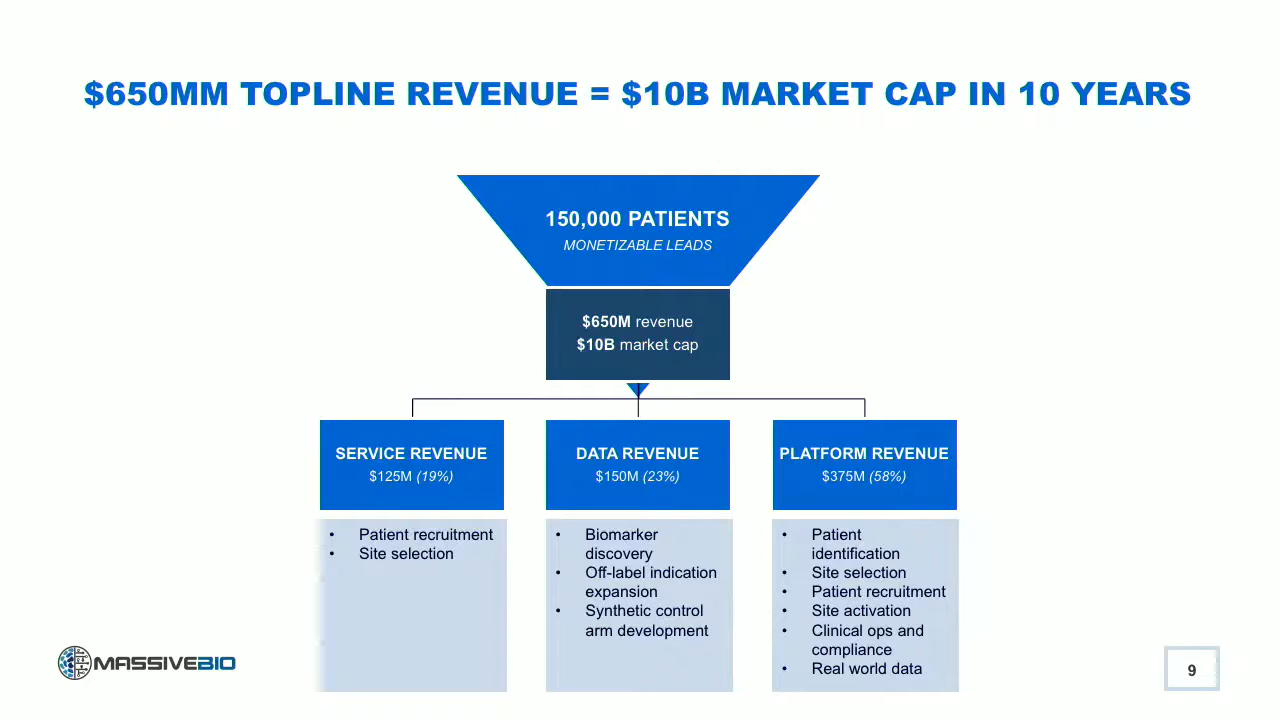 $650MM TOPLINE REVENUE = $10B MARKET CAP IN 10 YEARS
150,000 PATIENTS
MONETIZABLE LEADS
$650M revenue
$10B market cap
SERVICE REVENUE
$125M (19%)
• Patient recruitment
• Site selection
DATA REVENUE
$150M (23%)
• Biomarker
discovery
• Off-label indication
expansion
• Synthetic control
arm development
PLATFORM REVENUE
$375M (58%)
• Patient
identification
• Site selection
• Patient recruitment
• Site activation
• Clinical ops and
compliance
• Real world data
MASSIVEBIO
9